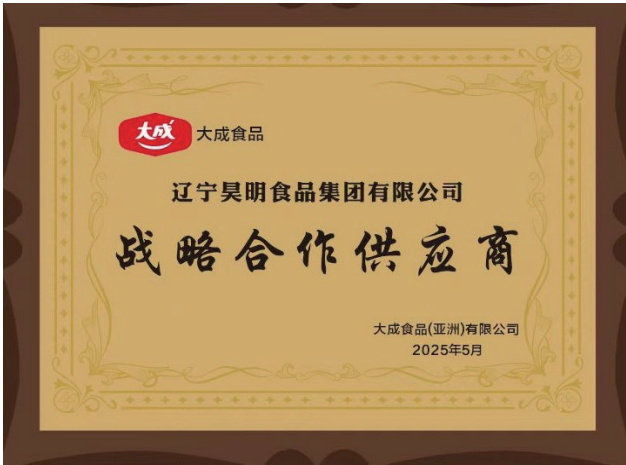 大成 大成食品
辽宁昊明食品集团有限公司
战略合作供应商
大成食品(亚洲)有限公司
2025年5月